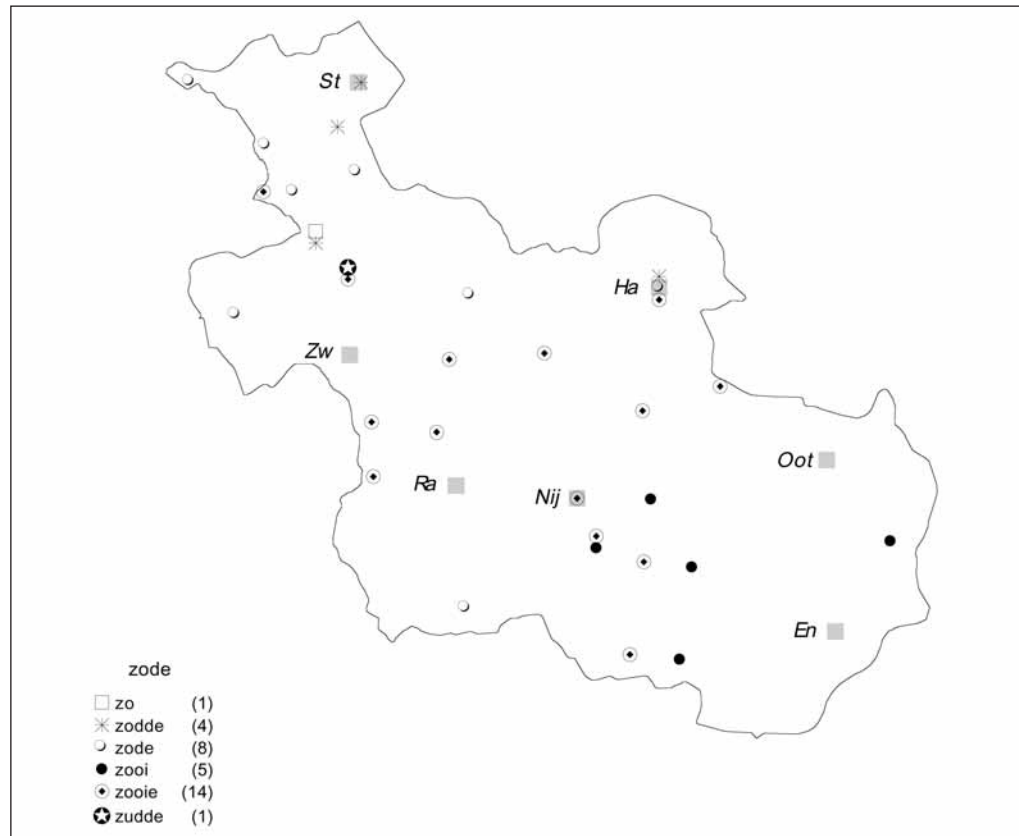 St
Ha
Zw
Oot
Ra
Nij
En
zode
zo (1)
zodde (4)
zode (8)
zooi (5)
zooie (14)
zudde (1)